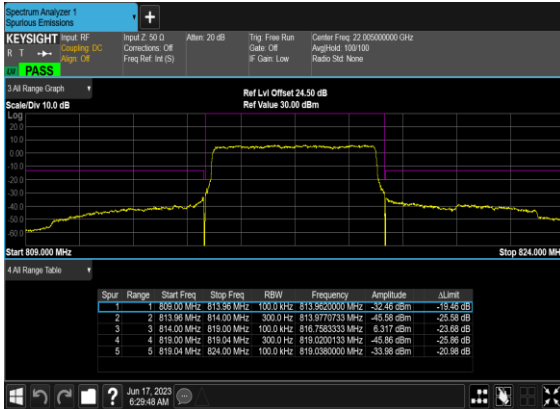 Spectrum Analyzer 1
Spurious Emissions
+
KEYSIGHT
R T
LNI
PASS
Input: RF
Coupling: DC
Align: Off
Input Z: 50 Ω
Corrections: Off
Freq Ref: Int (S)
Atten: 20 dB
Trig: Free Run
Gate: Off
IF Gain: Low
Center Freq: 22.005000000 GHz
Avg|Hold: 100/100
Radio Std: None
3 All Range Graph
Scale/Div 10.0 dB
Ref Lvl Offset 24.50 dB
Ref Value 30.00 dBm
Log
20.0
10.0
0.00
-10.0
-20.0
-30.0
-40.0
-50.0
-60.0
Start 809.000 MHz
Stop 824.000 MHz
4 All Range Table
Spur Range Start Freq Stop Freq RBW Frequency Amplitude ΔLimit
1 1 809.00 MHz 813.96 MHz 100.0 kHz 813.9620000 MHz -32.46 dBm -19.46 dB
2 2 813.96 MHz 814.00 MHz 300.0 Hz 813.9770733 MHz -45.58 dBm -25.58 dB
3 3 814.00 MHz 819.00 MHz 100.0 kHz 816.7583333 MHz 6.317 dBm -23.68 dB
4 4 819.00 MHz 819.04 MHz 300.0 Hz 819.0200133 MHz -45.86 dBm -25.86 dB
5 5 819.04 MHz 824.00 MHz 100.0 kHz 819.0380000 MHz -33.98 dBm -20.98 dB
?
Jun 17, 2023
6:29:48 AM